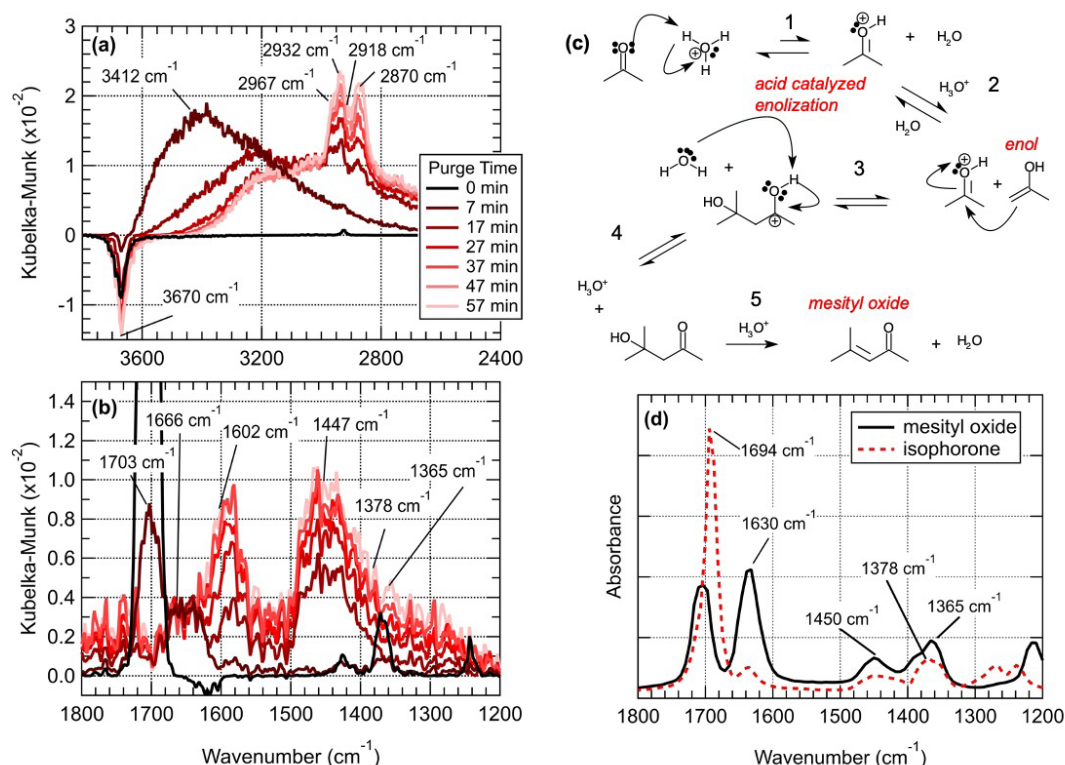 (a)
Kubelka-Munk (x10⁻²)
3
2
1
0
-1
3412 cm⁻¹
2932 cm⁻¹
2918 cm⁻¹
2967 cm⁻¹
2870 cm⁻¹
3670 cm⁻¹
Purge Time
0 min
7 min
17 min
27 min
37 min
47 min
57 min
3600 3200 2800 2400
(b)
Kubelka-Munk (x10⁻²)
1.4
1.2
1.0
0.8
0.6
0.4
0.2
0.0
1666 cm⁻¹
1703 cm⁻¹
1602 cm⁻¹
1447 cm⁻¹
1378 cm⁻¹
1365 cm⁻¹
1800 1700 1600 1500 1400 1300 1200
Wavenumber (cm⁻¹)
(c)
O
H O H
⊕
H
1
⊕ O H
+ H₂O
acid catalyzed
enolization
H₃O⁺
H₂O
2
enol
H O H
+
HO
O H
⊕
3
⊕ O H
+
OH
4
H₃O⁺
+
HO O
5
H₃O⁺
mesityl oxide
O
+ H₂O
(d)
Absorbance
mesityl oxide
isophorone
1694 cm⁻¹
1630 cm⁻¹
1450 cm⁻¹
1378 cm⁻¹
1365 cm⁻¹
1800 1700 1600 1500 1400 1300 1200
Wavenumber (cm⁻¹)